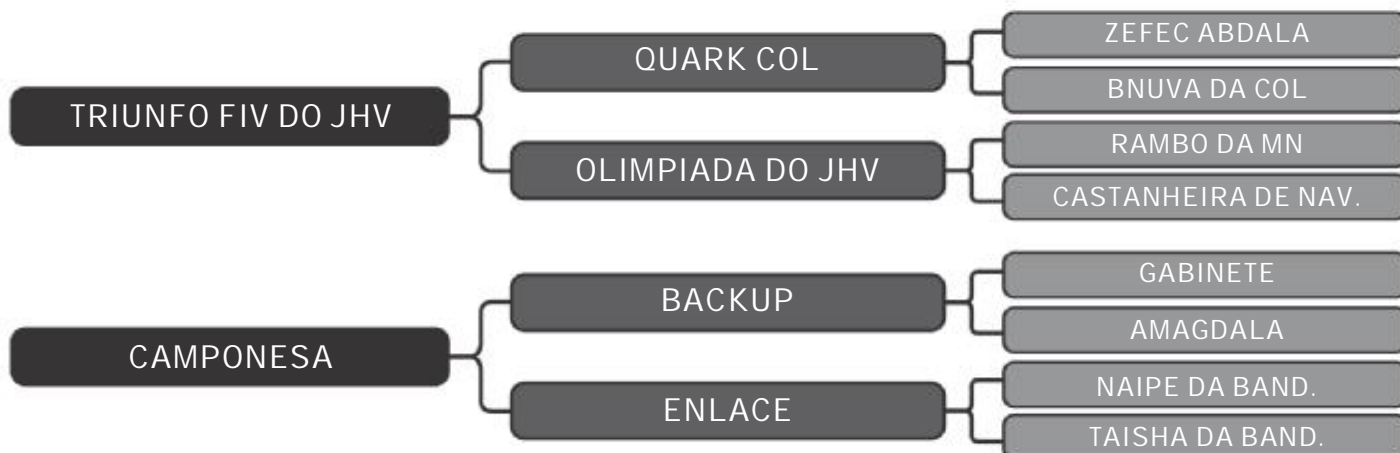 TRIUNFO FIV DO JHV
QUARK COL
ZEFEC ABDALA
BNUVA DA COL
OLIMPIADA DO JHV
RAMBO DA MN
CASTANHEIRA DE NAV.
CAMPONESA
BACKUP
GABINETE
AMAGDALA
ENLACE
NAIPE DA BAND.
TAISHA DA BAND.